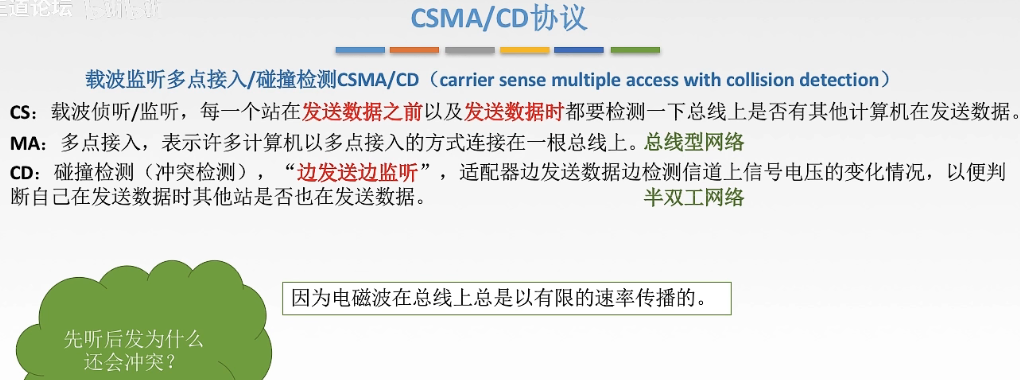 王道论坛
CSMA/CD协议
载波监听多点接入/碰撞检测CSMA/CD（carrier sense multiple access with collision detection）
CS：载波侦听/监听，每一个站在发送数据之前以及发送数据时都要检测一下总线上是否有其他计算机在发送数据。
MA：多点接入，表示许多计算机以多点接入的方式连接在一根总线上。总线型网络
CD：碰撞检测（冲突检测），“边发送边监听”，适配器边发送数据边检测信道上信号电压的变化情况，以便判
断自己在发送数据时其他站是否也在发送数据。 半双工网络
因为电磁波在总线上总是以有限的速率传播的。
先听后发为什么
还会冲突？